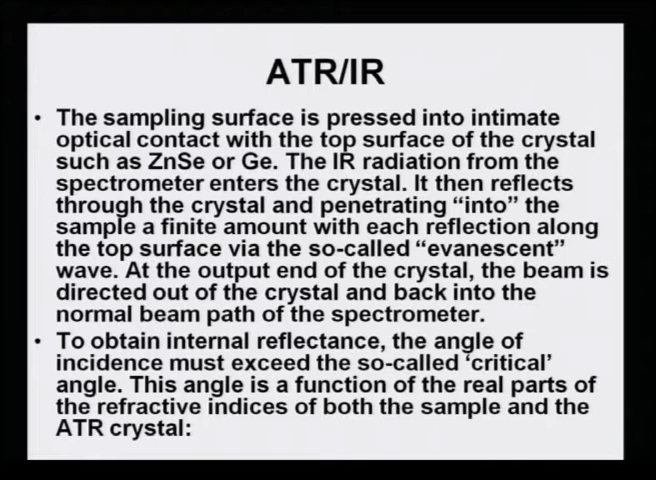 ATR/IR
• The sampling surface is pressed into intimate
optical contact with the top surface of the crystal
such as ZnSe or Ge. The IR radiation from the
spectrometer enters the crystal. It then reflects
through the crystal and penetrating “into” the
sample a finite amount with each reflection along
the top surface via the so-called “evanescent”
wave. At the output end of the crystal, the beam is
directed out of the crystal and back into the
normal beam path of the spectrometer.
• To obtain internal reflectance, the angle of
incidence must exceed the so-called ‘critical’
angle. This angle is a function of the real parts of
the refractive indices of both the sample and the
ATR crystal: